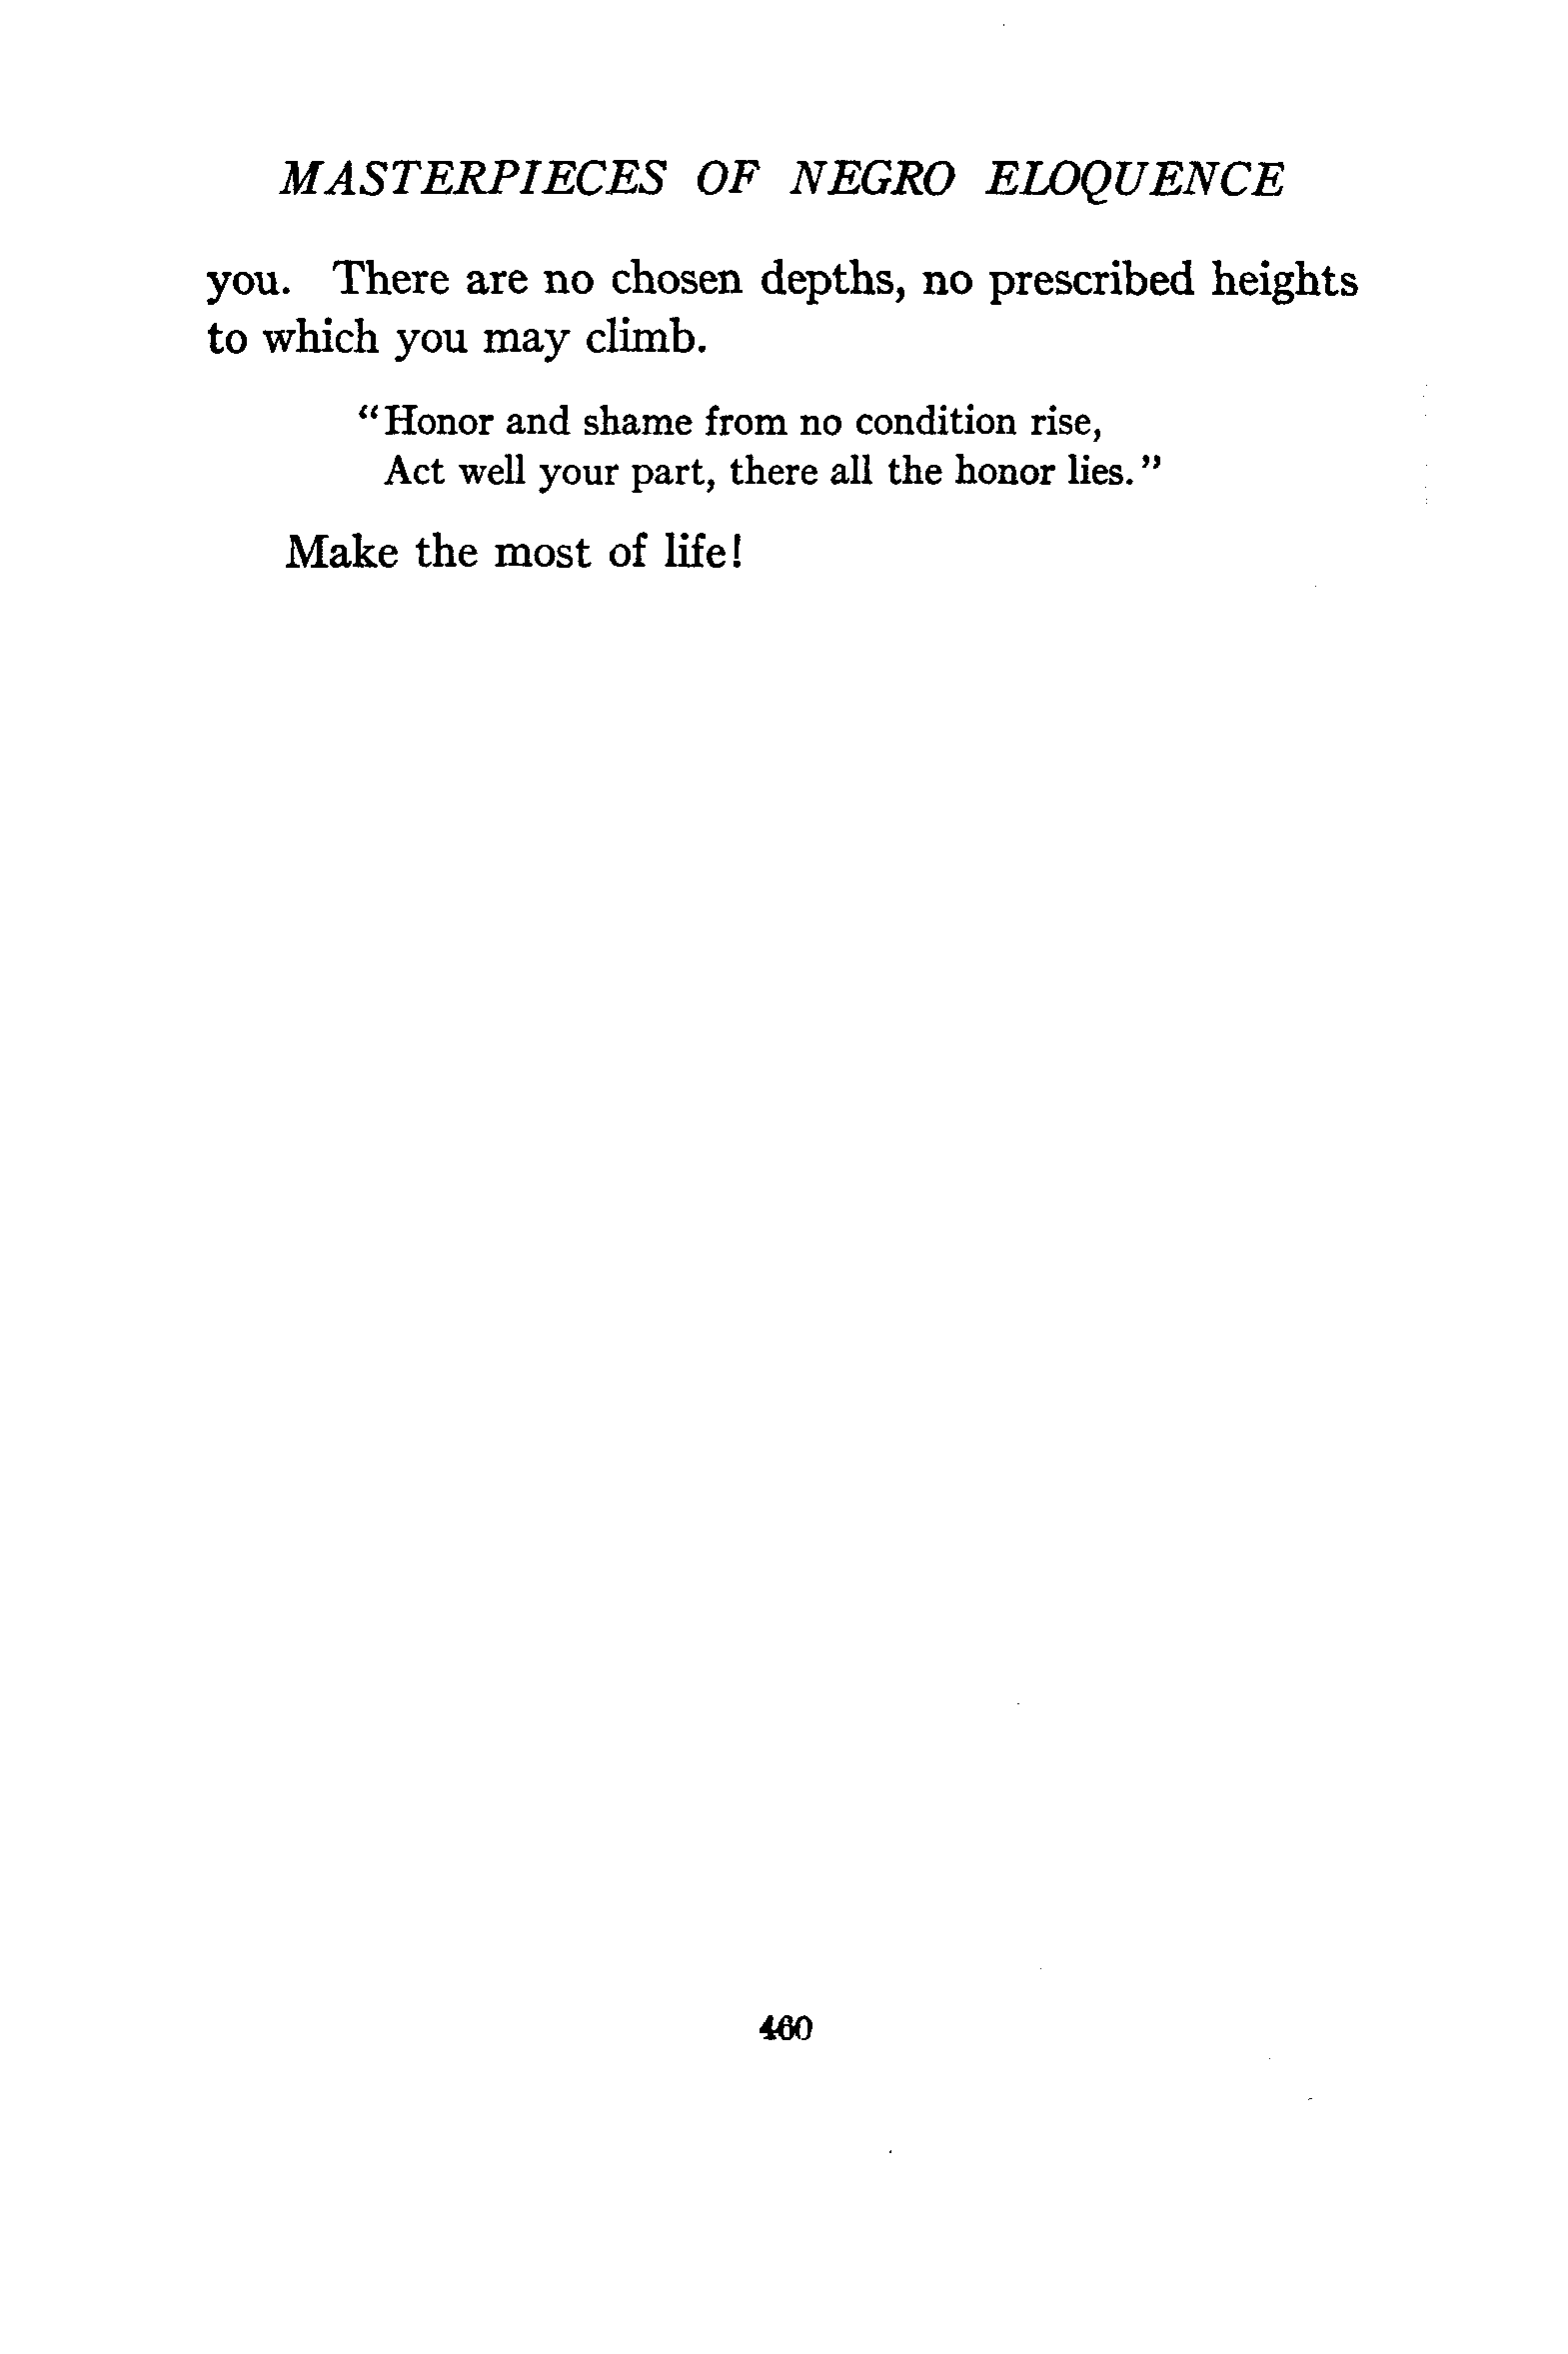 MASTERPIECES OF NEGRO ELOQUENCE
you. There are no chosen depths, no prescribed heights
to which you may climb.
"Honor and shame from no condition rise,
Act well your part, there all the honor lies."
Make the most of life!
460